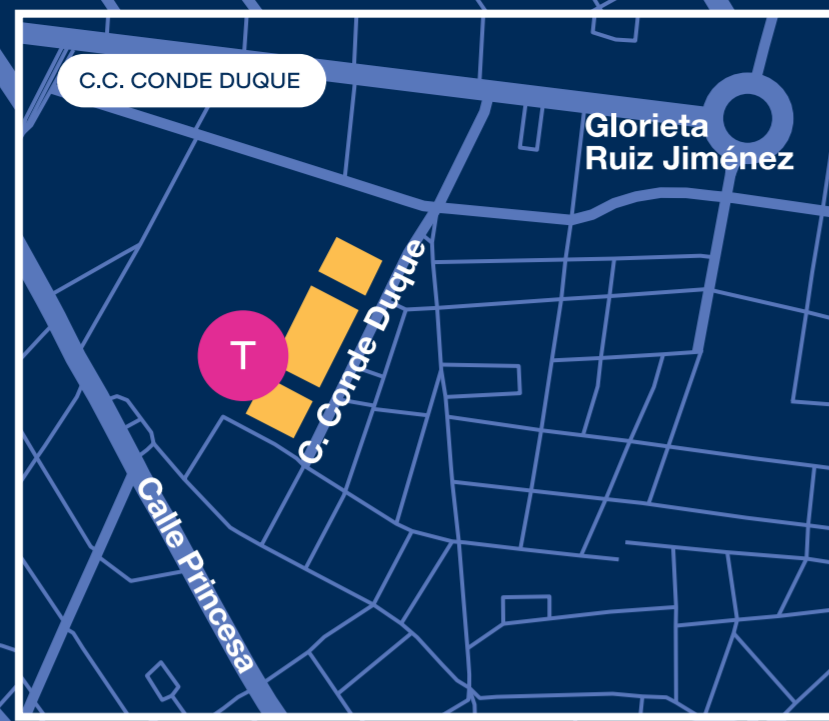 C.C. CONDE DUQUE
Glorieta
Ruiz Jiménez
C. Conde Duque
T
Calle Princesa